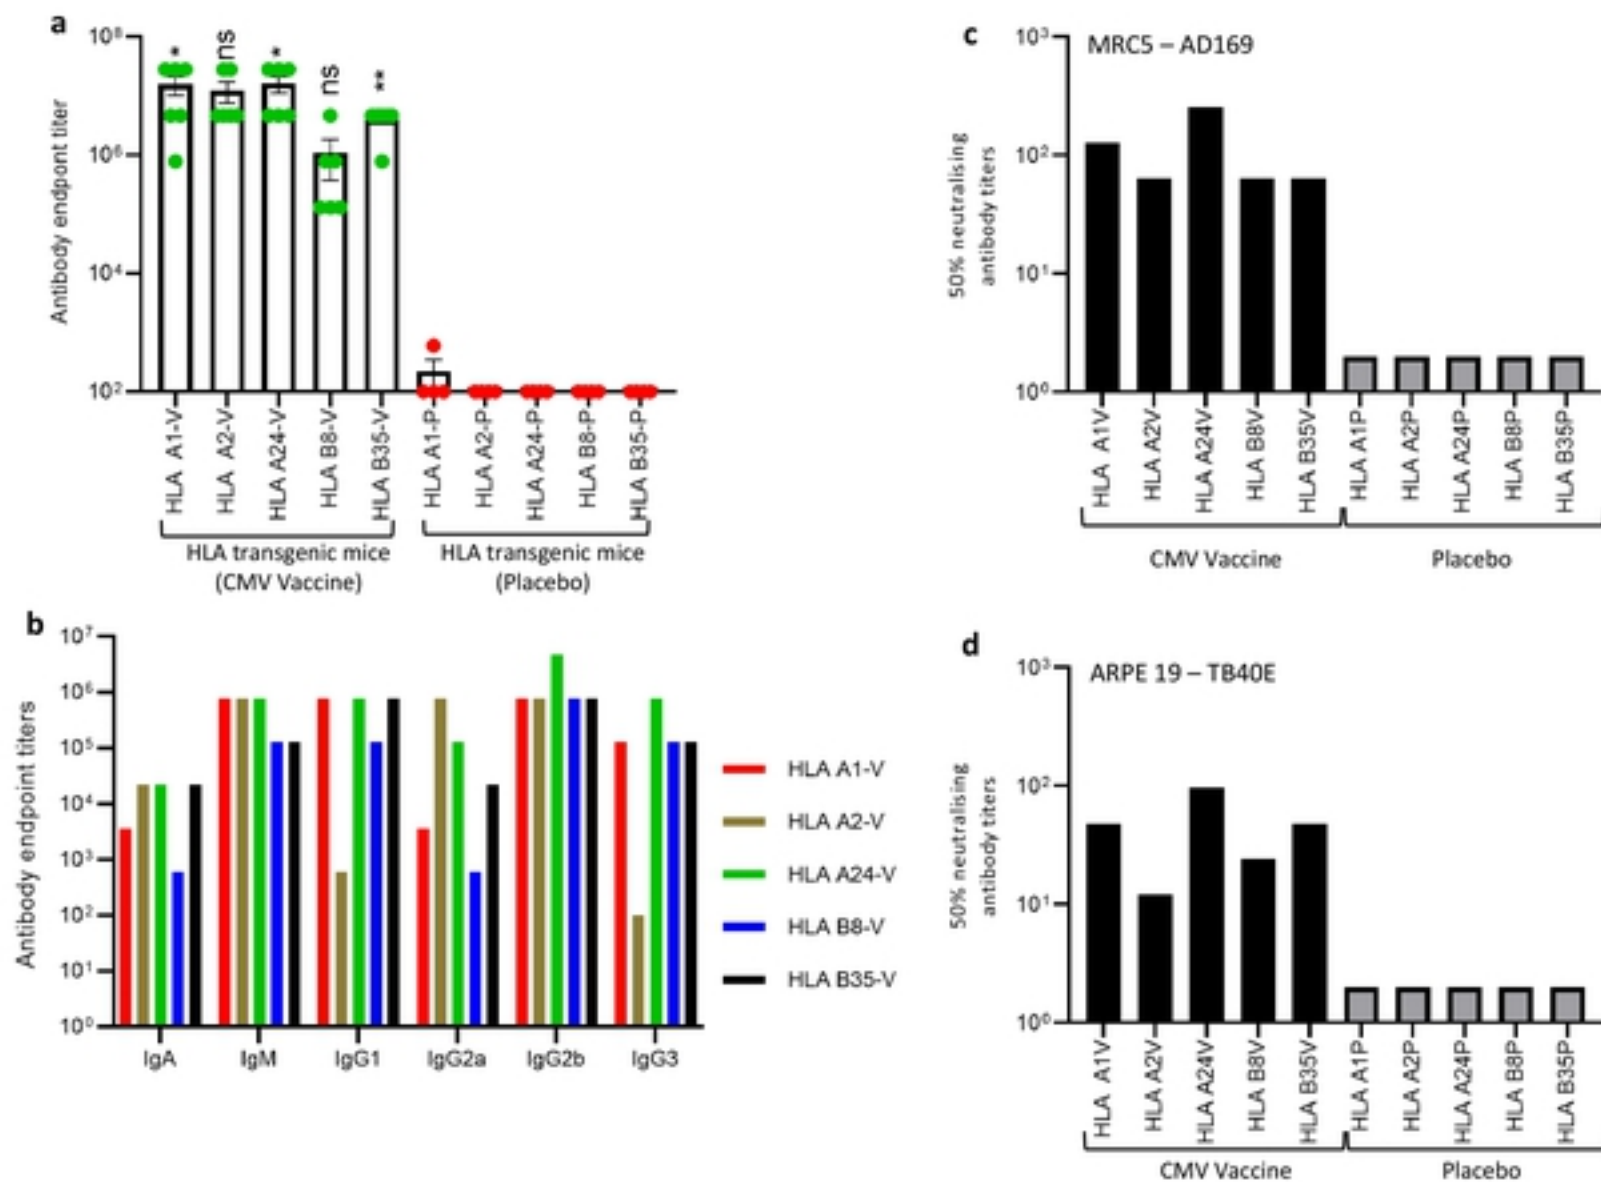 a
10⁸
10⁶
10⁴
10²
Antibody endpont titer
*
ns
*
ns
**
HLA A1-V
HLA A2-V
HLA A24-V
HLA B8-V
HLA B35-V
HLA A1-P
HLA A2-P
HLA A24-P
HLA B8-P
HLA B35-P
HLA transgenic mice
(CMV Vaccine)
HLA transgenic mice
(Placebo)
b
10⁷
10⁶
10⁵
10⁴
10³
10²
10¹
10⁰
Antibody endpoint titers
IgA
IgM
IgG1
IgG2a
IgG2b
IgG3
HLA A1-V
HLA A2-V
HLA A24-V
HLA B8-V
HLA B35-V
c
MRC5 – AD169
10³
10²
10¹
10⁰
50% neutralising
antibody titers
HLA A1V
HLA A2V
HLA A24V
HLA B8V
HLA B35V
HLA A1P
HLA A2P
HLA A24P
HLA B8P
HLA B35P
CMV Vaccine
Placebo
d
ARPE 19 – TB40E
10³
10²
10¹
10⁰
50% neutralising
antibody titers
HLA A1V
HLA A2V
HLA A24V
HLA B8V
HLA B35V
HLA A1P
HLA A2P
HLA A24P
HLA B8P
HLA B35P
CMV Vaccine
Placebo